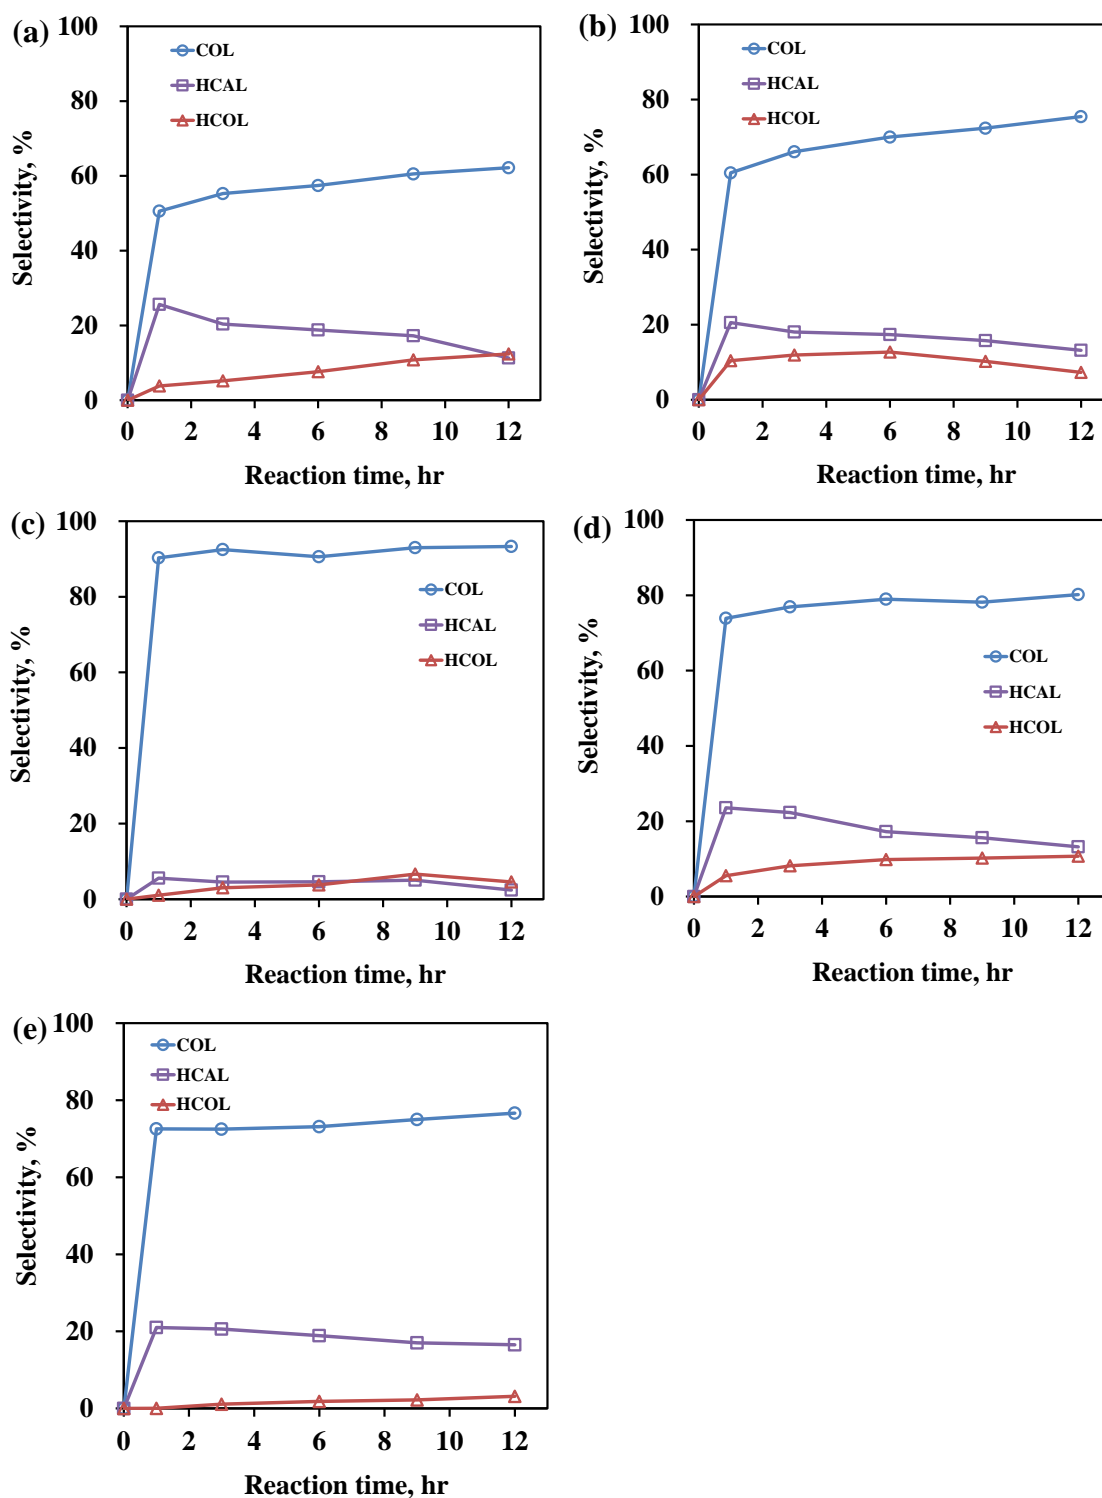 (a)
100
80
60
40
20
0
Selectivity, %
COL
HCAL
HCOL
0 2 4 6 8 10 12
Reaction time, hr
(b)
100
80
60
40
20
0
Selectivity, %
COL
HCAL
HCOL
0 2 4 6 8 10 12
Reaction time, hr
(c)
100
80
60
40
20
0
Selectivity, %
COL
HCAL
HCOL
0 2 4 6 8 10 12
Reaction time, hr
(d)
100
80
60
40
20
0
Selectivity, %
COL
HCAL
HCOL
0 2 4 6 8 10 12
Reaction time, hr
(e)
100
80
60
40
20
0
Selectivity, %
COL
HCAL
HCOL
0 2 4 6 8 10 12
Reaction time, hr